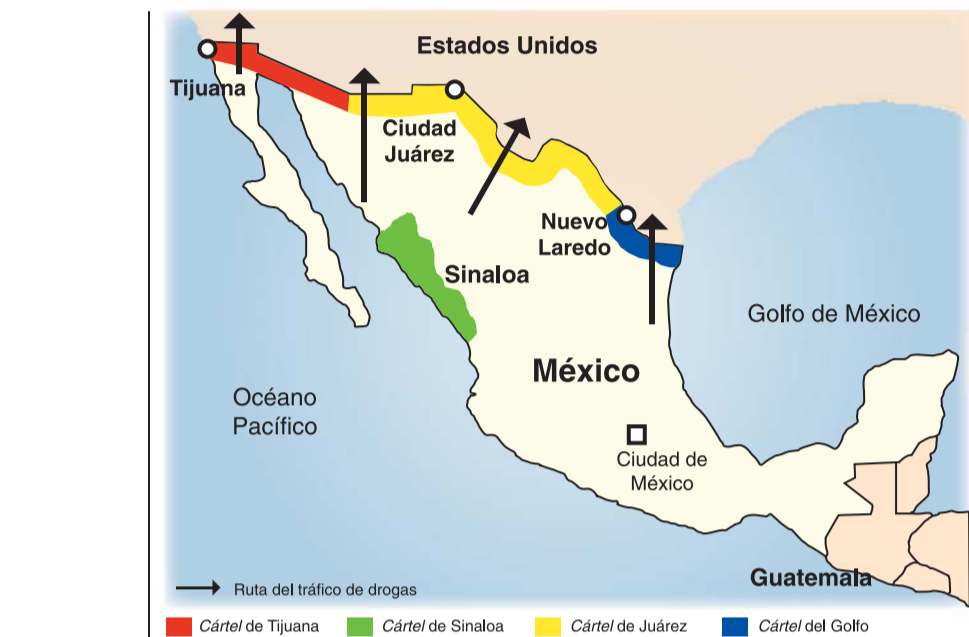 Estados Unidos
Tijuana
Ciudad
Juárez
Nuevo
Laredo
Sinaloa
Golfo de México
México
Océano
Pacífico
Ciudad de
México
Guatemala
Ruta del tráfico de drogas
Cártel de Tijuana
Cártel de Sinaloa
Cártel de Juárez
Cártel del Golfo